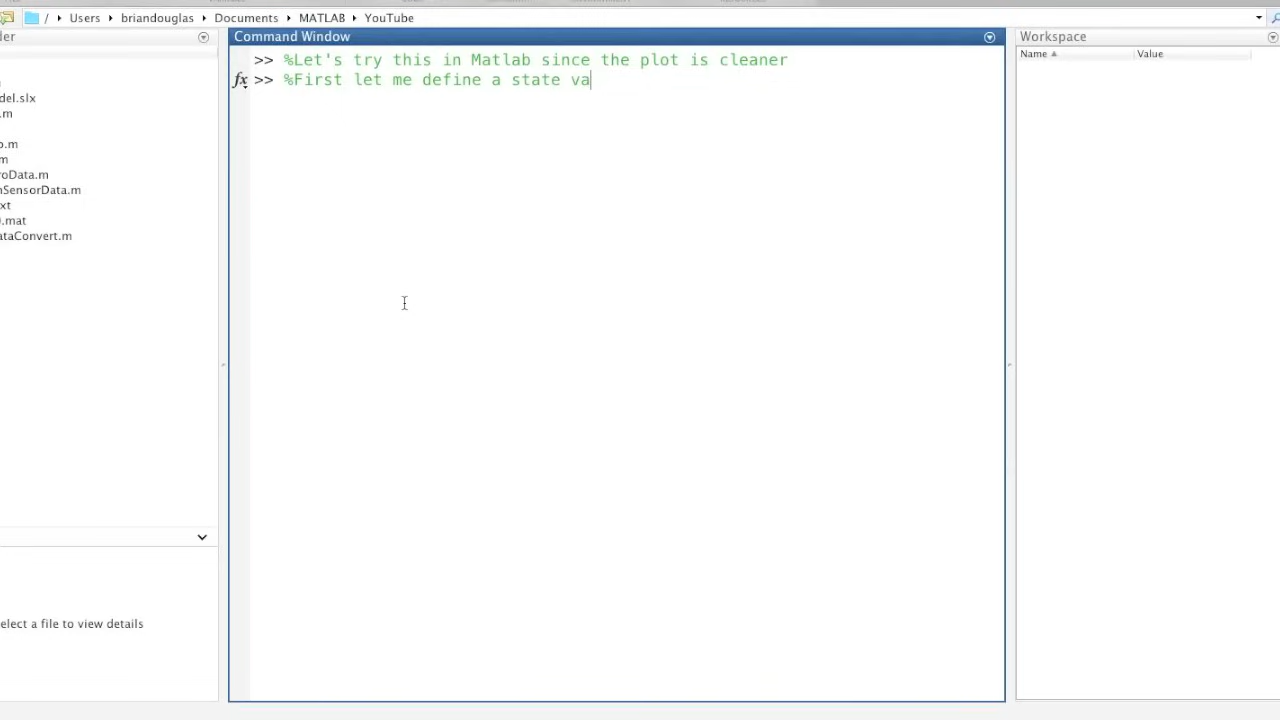 / Users briandouglas Documents MATLAB YouTube
der
Command Window
Workspace
Name Value
>> %Let's try this in Matlab since the plot is cleaner
fx >> %First let me define a state va
del.slx
.m
o.m
m
roData.m
nSensorData.m
xt
).mat
ataConvert.m
elect a file to view details